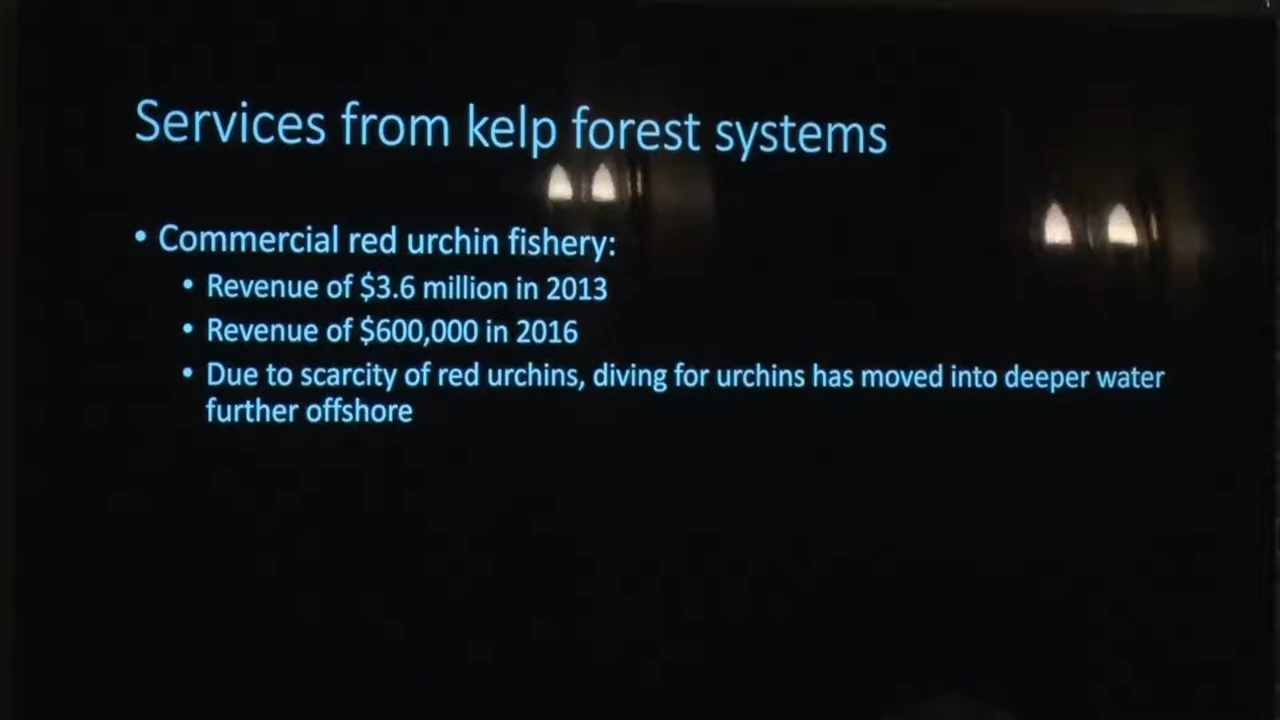 Services from kelp forest systems
• Commercial red urchin fishery:
• Revenue of $3.6 million in 2013
• Revenue of $600,000 in 2016
• Due to scarcity of red urchins, diving for urchins has moved into deeper water
further offshore